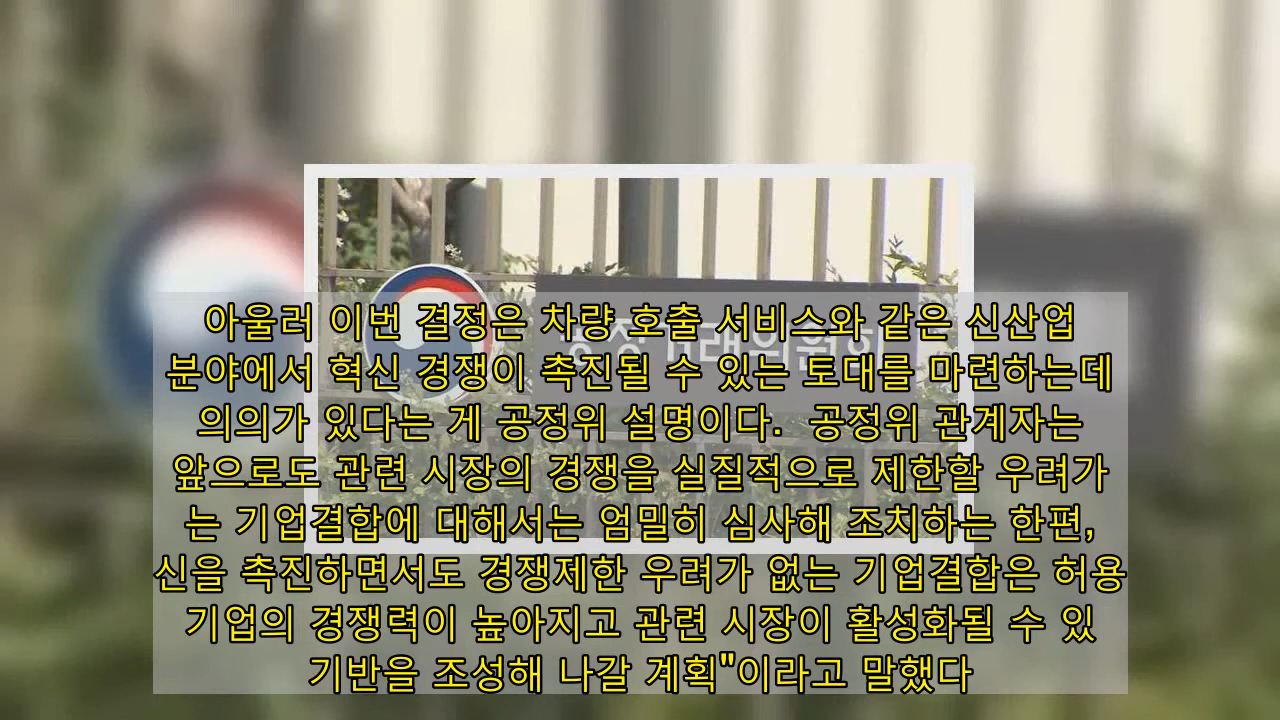 아울러 이번 결정은 차량 호출 서비스와 같은 신산업
분야에서 혁신 경쟁이 촉진될 수 있는 토대를 마련하는데
의의가 있다는 게 공정위 설명이다. 공정위 관계자는
앞으로도 관련 시장의 경쟁을 실질적으로 제한할 우려가
는 기업결합에 대해서는 엄밀히 심사해 조치하는 한편,
신을 촉진하면서도 경쟁제한 우려가 없는 기업결합은 허용
기업의 경쟁력이 높아지고 관련 시장이 활성화될 수 있
기반을 조성해 나갈 계획"이라고 말했다